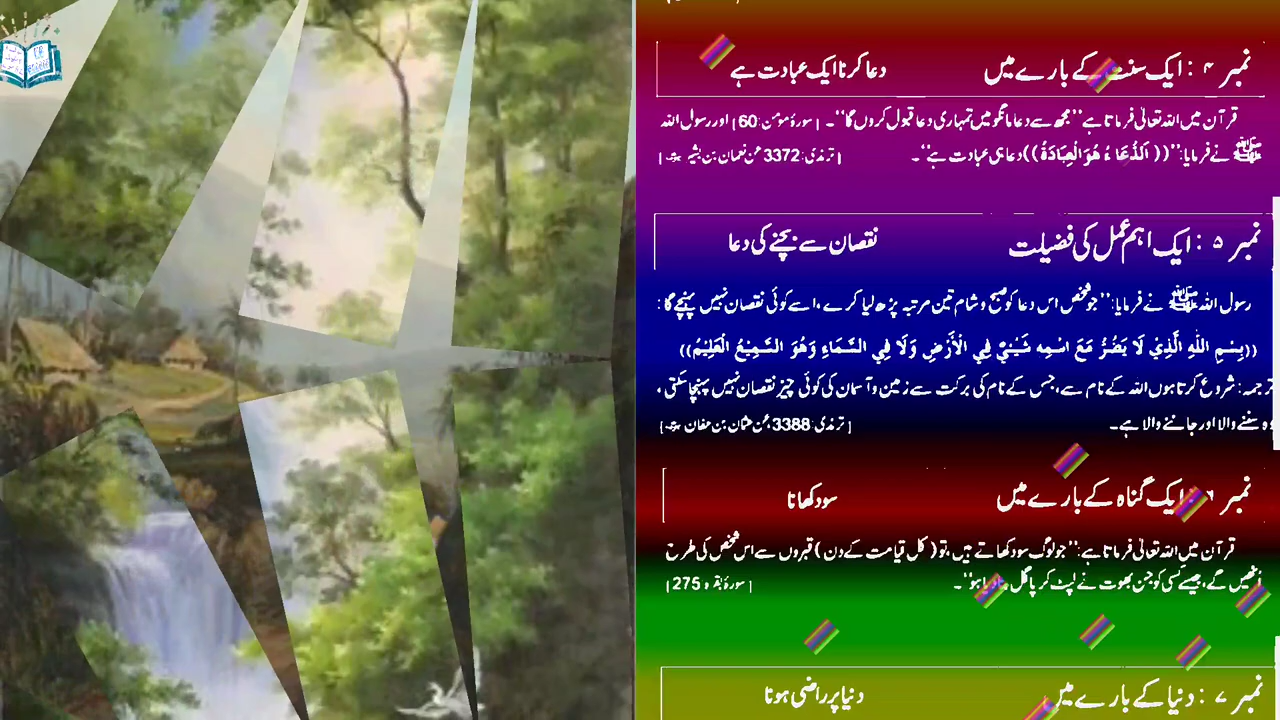 نمبر ۴ : ایک سنت کے بارے میں دعا کرنا ایک عبادت ہے
قرآن میں اللہ تعالٰی فرماتا ہے: ’’مجھ سے دعا مانگو میں تمہاری دعا قبول کروں گا‘‘۔ [سورۂ مومن: 60] اور رسول اللہ
ﷺ نے فرمایا: ’’((اَلدُّعَاءُ هُوَ الْعِبَادَةُ)) دعا ہی عبادت ہے‘‘۔ [ترمذی: 3372 عن نعمان بن بشیر ؓ]
نمبر ۵ : ایک اہم عمل کی فضیلت نقصان سے بچنے کی دعا
رسول اللہ ﷺ نے فرمایا: ’’جو شخص اس دعا کو صبح و شام تین مرتبہ پڑھ لیا کرے، اسے کوئی نقصان نہیں پہنچے گا:
((بِسْمِ اللّٰهِ الَّذِي لَا يَضُرُّ مَعَ اسْمِهِ شَيْئٌ فِي الْأَرْضِ وَلَا فِي السَّمَاءِ وَهُوَ السَّمِيْعُ الْعَلِيْمُ))
ترجمہ: شروع کرتا ہوں اللہ کے نام سے، جس کے نام کی برکت سے زمین و آسمان کی کوئی چیز نقصان نہیں پہنچا سکتی،
وہ سننے والا اور جاننے والا ہے۔ [ترمذی: 3388، عن عثمان بن عفان ؓ]
نمبر ایک گناہ کے بارے میں سود کھانا
قرآن میں اللہ تعالٰی فرماتا ہے: ’’جو لوگ سود کھاتے ہیں، تو (کل قیامت کے دن) قبروں سے اس شخص کی طرح
اٹھیں گے، جیسے کسی کو جن بھوت نے لپٹ کر پاگل ہو‘‘۔ [سورۂ بقرہ 275]
نمبر ۷ : دنیا کے بارے میں دنیا پر راضی ہونا